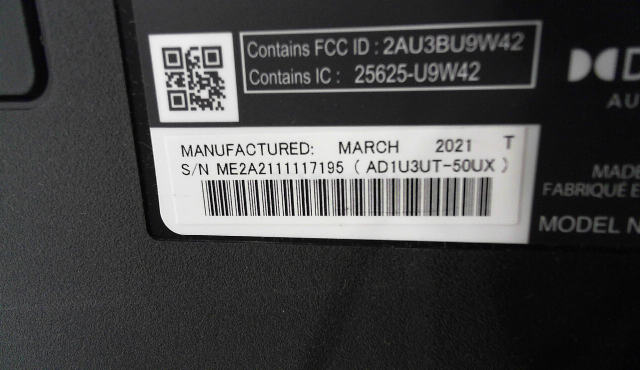 Contains FCC ID : 2AU3BU9W42
Contains IC : 25625-U9W42
AU
MANUFACTURED: MARCH 2021 T
S/N ME2A2111117195 ( AD1U3UT-50UX )
MADE
FABRIQUÉ E
MODEL N